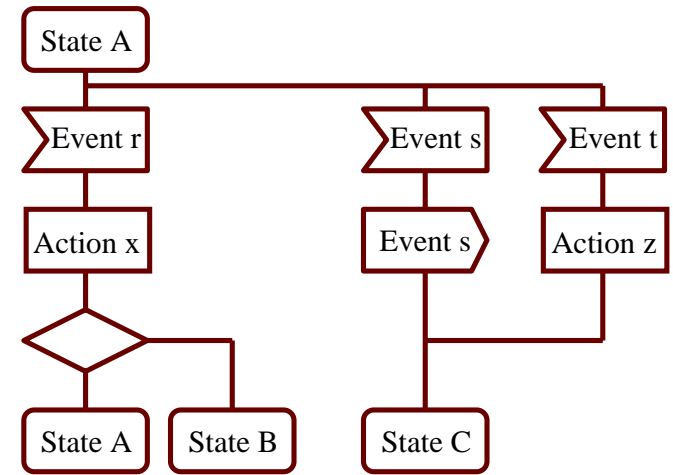 State A
Event r
Event s
Event t
Action x
Event s
Action z
State A
State B
State C